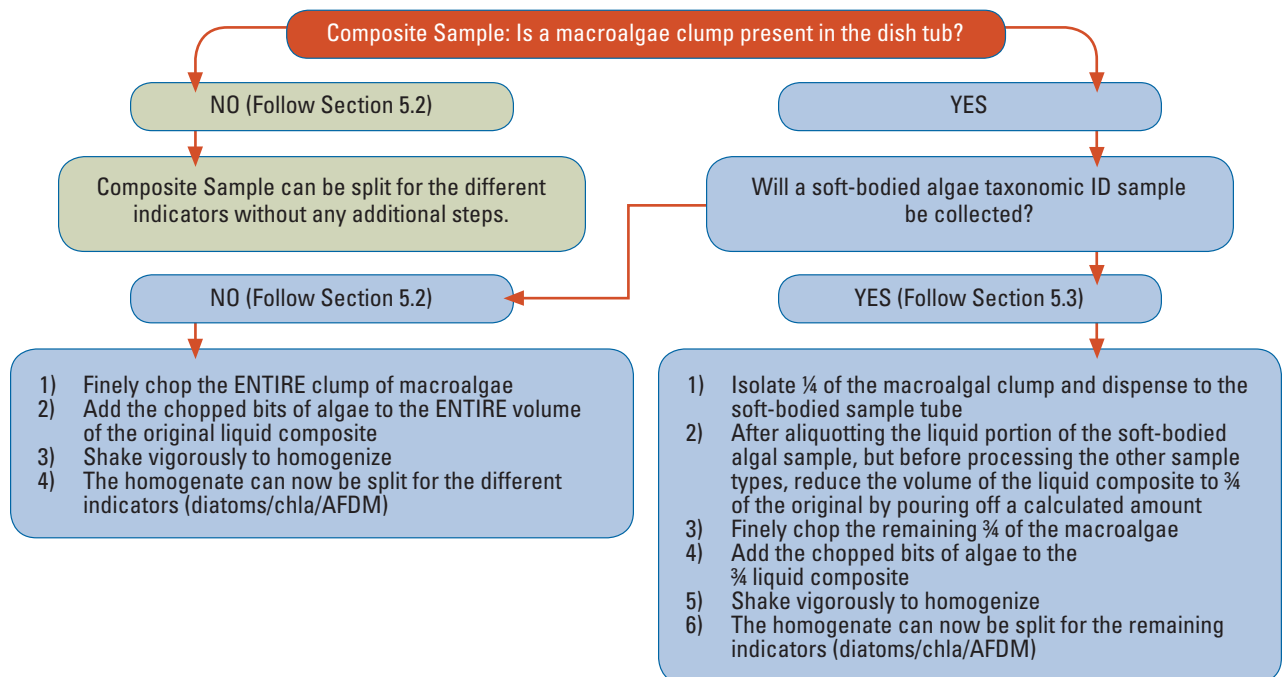 Composite Sample: Is a macroalgae clump present in the dish tub?
NO (Follow Section 5.2)
YES
Composite Sample can be split for the different
indicators without any additional steps.
Will a soft-bodied algae taxonomic ID sample
be collected?
NO (Follow Section 5.2)
YES (Follow Section 5.3)
1) Finely chop the ENTIRE clump of macroalgae
2) Add the chopped bits of algae to the ENTIRE volume
of the original liquid composite
3) Shake vigorously to homogenize
4) The homogenate can now be split for the different
indicators (diatoms/chla/AFDM)
1) Isolate ¼ of the macroalgal clump and dispense to the
soft-bodied sample tube
2) After aliquotting the liquid portion of the soft-bodied
algal sample, but before processing the other sample
types, reduce the volume of the liquid composite to ¾
of the original by pouring off a calculated amount
3) Finely chop the remaining ¾ of the macroalgae
4) Add the chopped bits of algae to the
¾ liquid composite
5) Shake vigorously to homogenize
6) The homogenate can now be split for the remaining
indicators (diatoms/chla/AFDM)